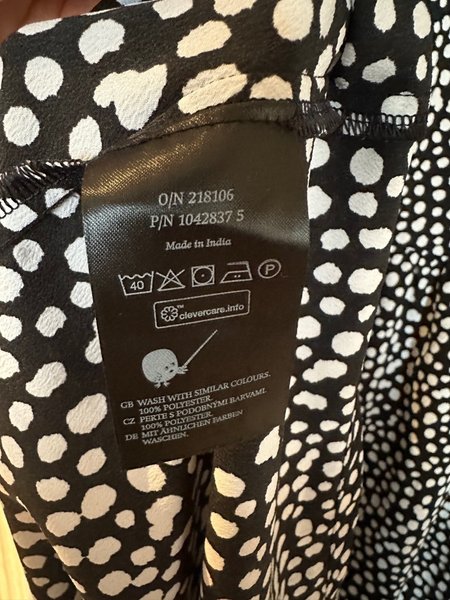 O/N 218106
P/N 1042837 5
Made in India
40 P
clevercare.info
GB WASH WITH SIMILAR COLOURS.
100% POLYESTER.
CZ PERTE S PODOBNÝMI BARVAMI
100% POLYESTER.
DE MIT ÄHNLICHEN FARBEN
WASCHEN.